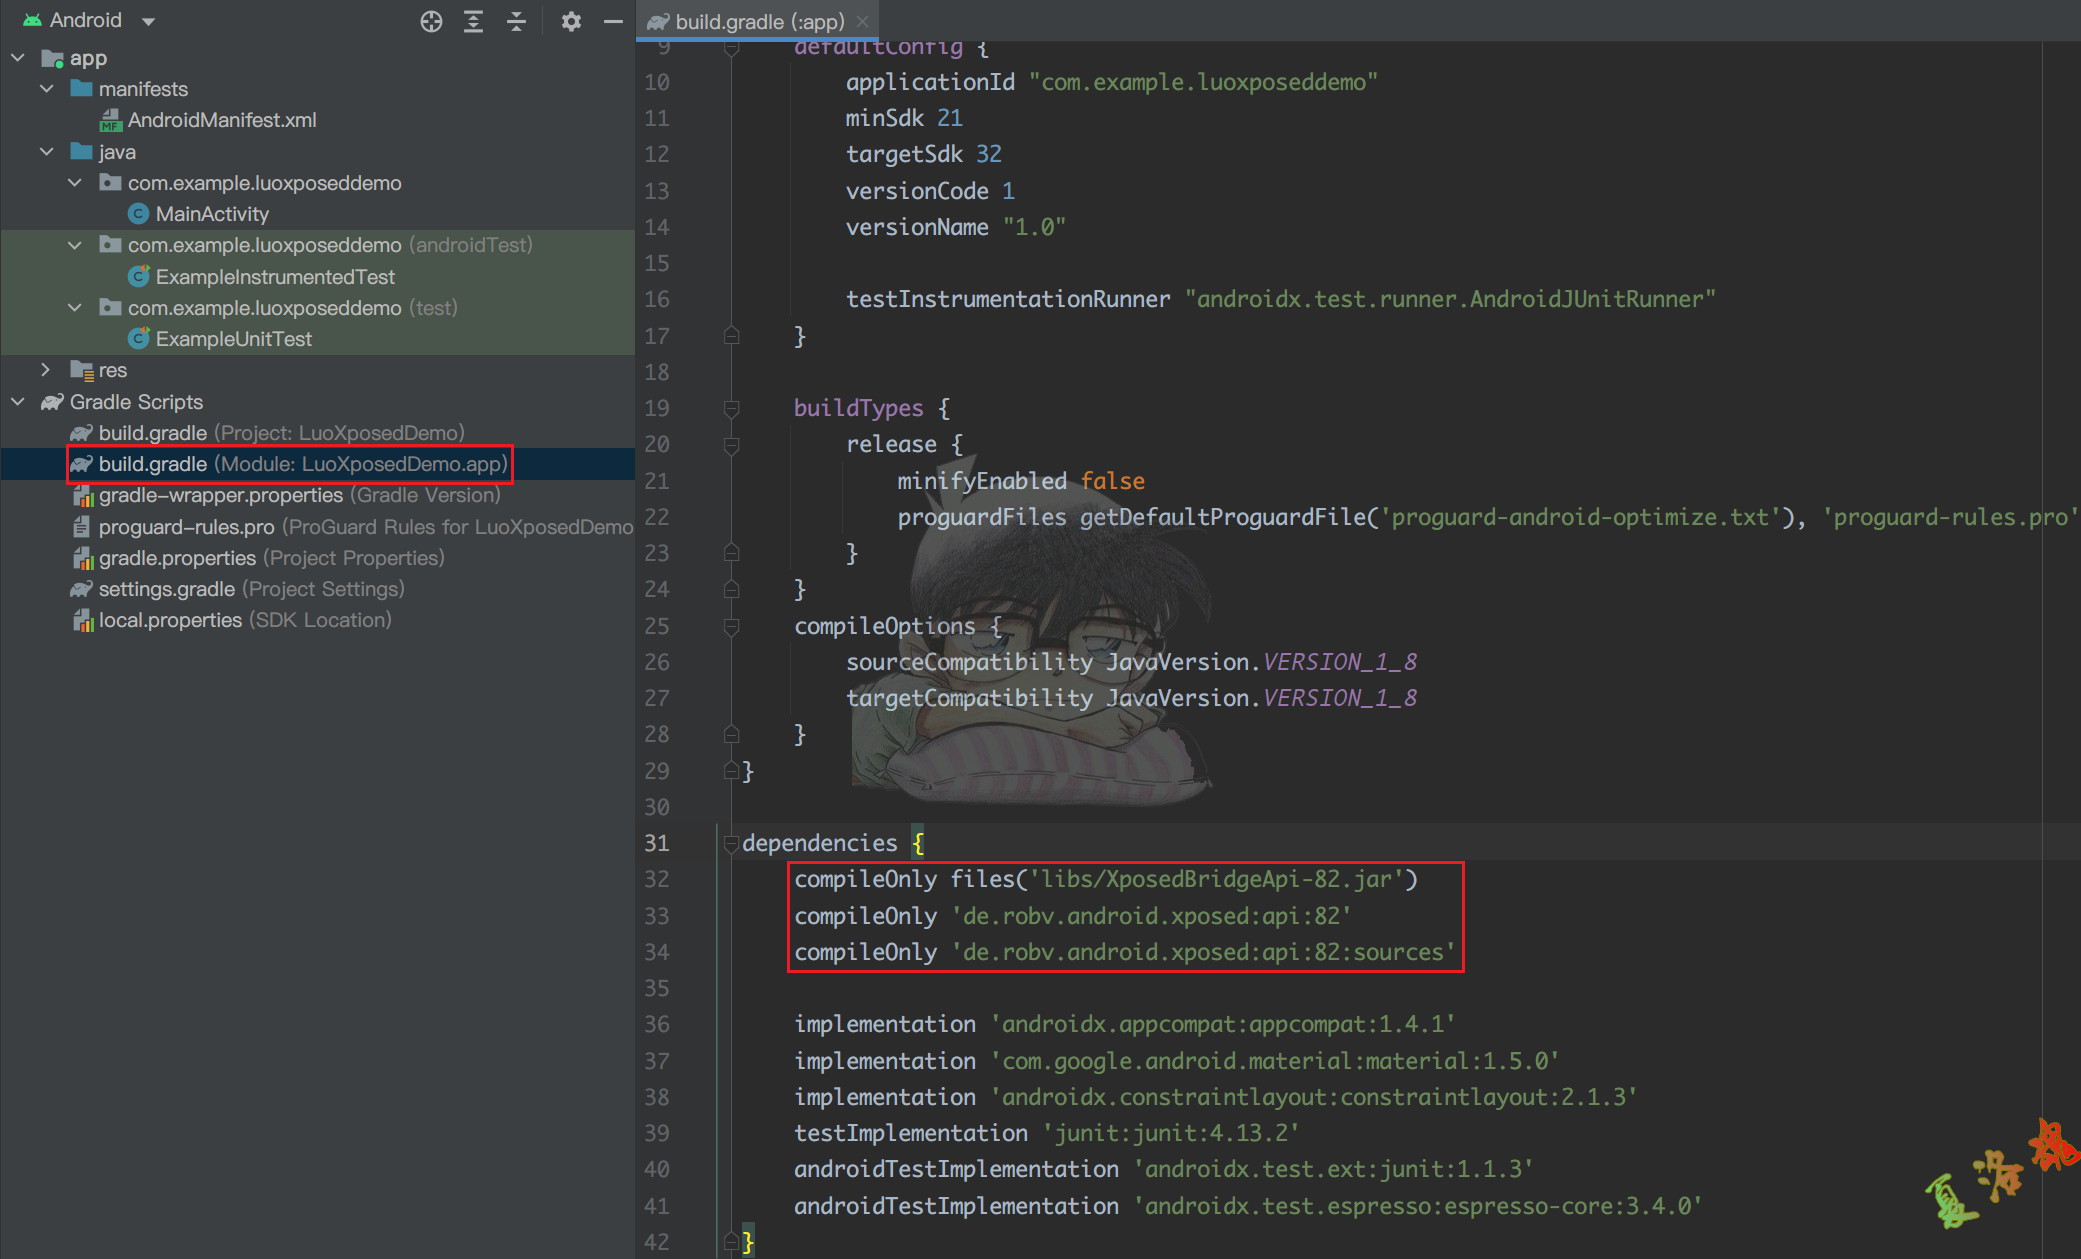 Android
app
manifests
AndroidManifest.xml
java
com.example.luoxposeddemo
MainActivity
com.example.luoxposeddemo (androidTest)
ExampleInstrumentedTest
com.example.luoxposeddemo (test)
ExampleUnitTest
res
Gradle Scripts
build.gradle (Project: LuoXposedDemo)
build.gradle (Module: LuoXposedDemo.app)
gradle-wrapper.properties (Gradle Version)
proguard-rules.pro (ProGuard Rules for LuoXposedDemo
gradle.properties (Project Properties)
settings.gradle (Project Settings)
local.properties (SDK Location)
build.gradle (:app)
9 defaultConfig {
10 applicationId "com.example.luoxposeddemo"
11 minSdk 21
12 targetSdk 32
13 versionCode 1
14 versionName "1.0"
15
16 testInstrumentationRunner "androidx.test.runner.AndroidJUnitRunner"
17 }
18
19 buildTypes {
20 release {
21 minifyEnabled false
22 proguardFiles getDefaultProguardFile('proguard-android-optimize.txt'), 'proguard-rules.pro'
23 }
24 }
25 compileOptions {
26 sourceCompatibility JavaVersion.VERSION_1_8
27 targetCompatibility JavaVersion.VERSION_1_8
28 }
29 }
30
31 dependencies {
32 compileOnly files('libs/XposedBridgeApi-82.jar')
33 compileOnly 'de.robv.android.xposed:api:82'
34 compileOnly 'de.robv.android.xposed:api:82:sources'
35
36 implementation 'androidx.appcompat:appcompat:1.4.1'
37 implementation 'com.google.android.material:material:1.5.0'
38 implementation 'androidx.constraintlayout:constraintlayout:2.1.3'
39 testImplementation 'junit:junit:4.13.2'
40 androidTestImplementation 'androidx.test.ext:junit:1.1.3'
41 androidTestImplementation 'androidx.test.espresso:espresso-core:3.4.0'
42 }